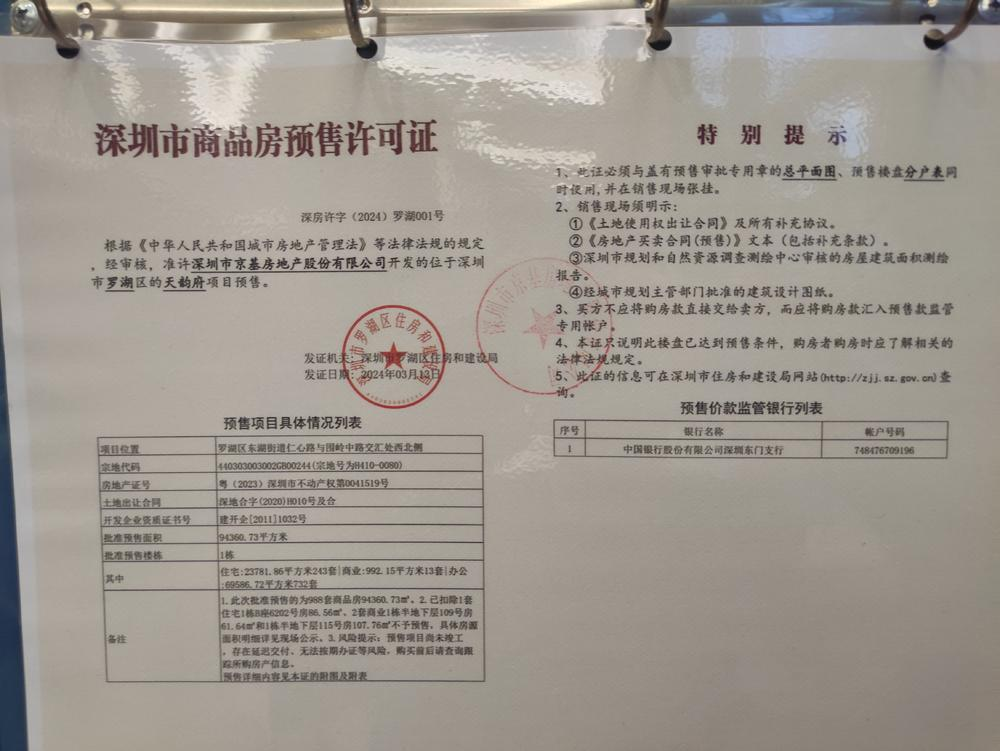 深圳市商品房预售许可证
深房许字（2024）罗湖001号
根据《中华人民共和国城市房地产管理法》等法律法规的规定
，经审核，准许深圳市京基房地产股份有限公司开发的位于深圳
市罗湖区的天韵府项目预售。
发证机关：深圳市罗湖区住房和建设局
发证日期：2024年03月13日
深圳市罗湖区住房和建设局
预售项目具体情况列表
项目位置 罗湖区东湖街道仁心路与围岭中路交汇处西北侧
宗地代码 440303003002GB00244(宗地号为H410-0080)
房地产证号 粤（2023）深圳市不动产权第0041519号
土地出让合同 深地合字(2020)H010号及合
开发企业资质证书号 建开企[2011]1032号
批准预售面积 94360.73平方米
批准预售楼栋 1栋
其中 住宅:23781.86平方米243套|商业:992.15平方米13套|办公
:69586.72平方米732套
备注 1.此次批准预售的为988套商品房94360.73㎡。2.已扣除1套
住宅1栋B座6202号房86.56㎡、2套商业1栋半地下层109号房
61.64㎡和1栋半地下层115号房107.76㎡不予预售，具体房源
面积明细详见现场公示。3.风险提示：预售项目尚未竣工
，存在延迟交付、无法按期办证等风险，购买前后请查询跟
踪所购房产信息。
预售详细内容见本证的附图及附表
特别提示
1、此证必须与盖有预售审批专用章的总平面图、预售楼盘分户表同
时使用,并在销售现场张挂。
2、销售现场须明示：
①《土地使用权出让合同》及所有补充协议。
②《房地产买卖合同(预售)》文本（包括补充条款）。
③深圳市规划和自然资源调查测绘中心审核的房屋建筑面积测绘
报告。
④经城市规划主管部门批准的建筑设计图纸。
3、买方不应将购房款直接交给卖方，而应将购房款汇入预售款监管
专用帐户。
4、本证只说明此楼盘已达到预售条件，购房者购房时应了解相关的
法律法规规定。
5、此证的信息可在深圳市住房和建设局网站(http://zjj.sz.gov.cn)查
询。
预售价款监管银行列表
序号 银行名称 帐户号码
1 中国银行股份有限公司深圳东门支行 748476709196